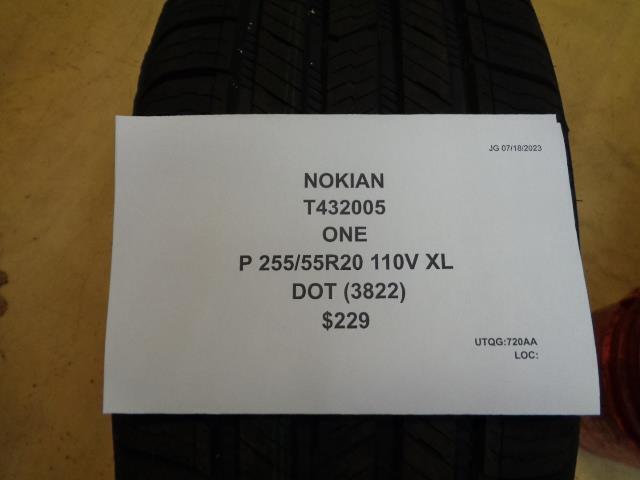 JG 07/18/2023
NOKIAN
T432005
ONE
P 255/55R20 110V XL
DOT (3822)
$229
UTQG:720AA
LOC: